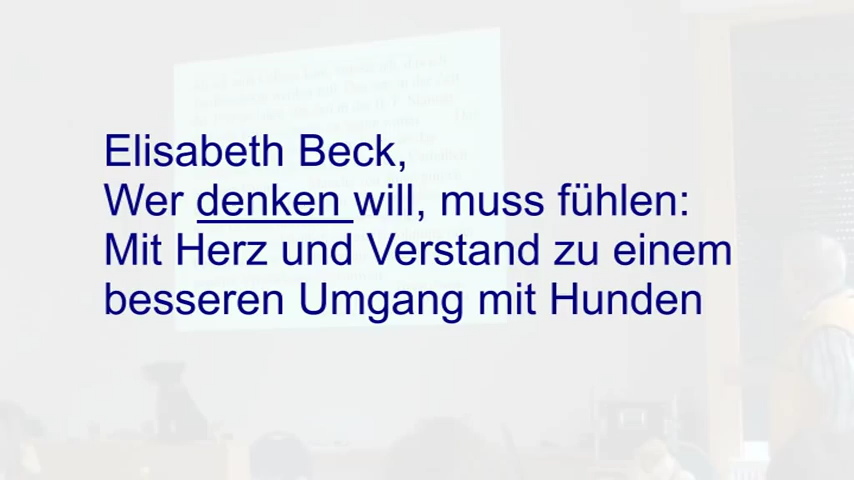 Elisabeth Beck,
Wer denken will, muss fühlen:
Mit Herz und Verstand zu einem
besseren Umgang mit Hunden